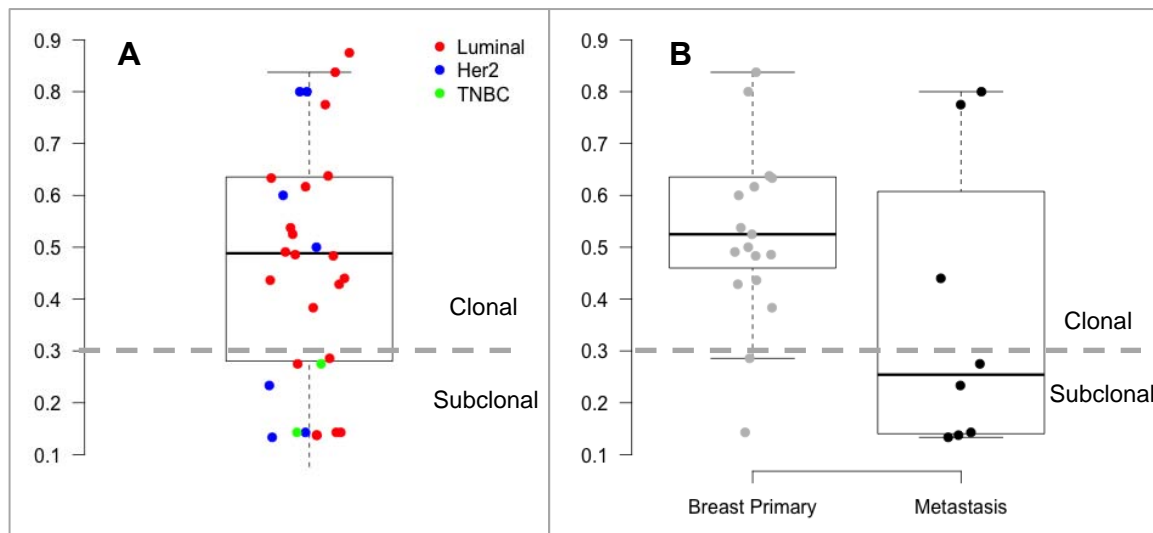 A
Luminal
Her2
TNBC
0.9
0.8
0.7
0.6
0.5
0.4
0.3
0.2
0.1
Clonal
Subclonal
B
0.9
0.8
0.7
0.6
0.5
0.4
0.3
0.2
0.1
Clonal
Subclonal
Breast Primary
Metastasis